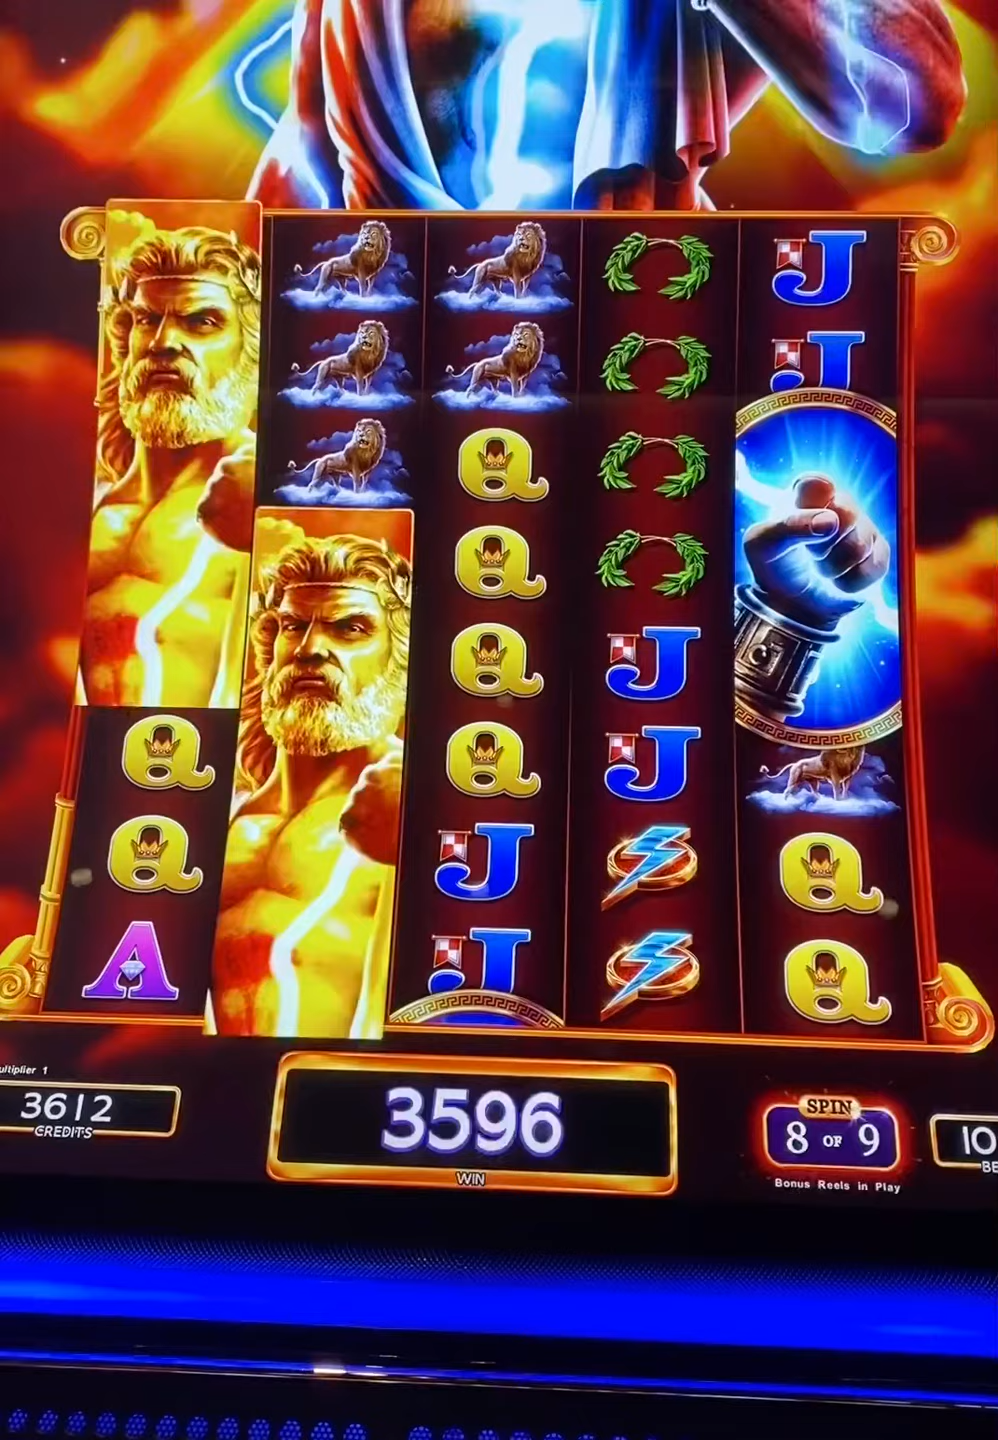 J
J
Q
Q
Q
J
Q
Q
J
Q
J
Q
A
J
Q
ultiplier 1
3612
CREDITS
3596
WIN
SPIN
8 OF 9
Bonus Reels in Play
10